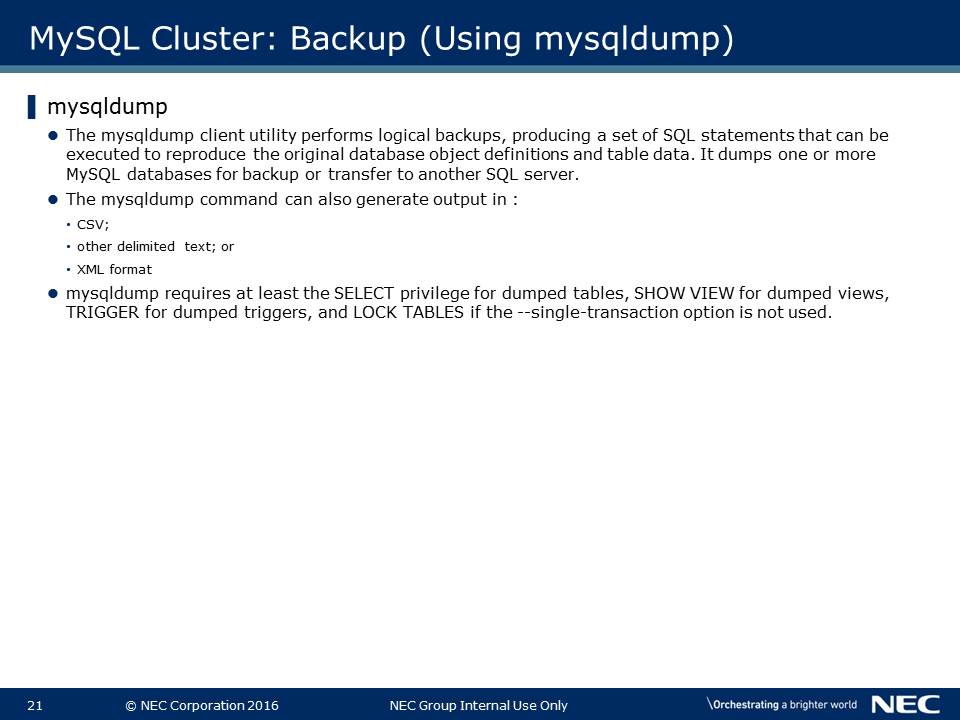 MySQL Cluster: Backup (Using mysqldump)
mysqldump
The mysqldump client utility performs logical backups, producing a set of SQL statements that can be
executed to reproduce the original database object definitions and table data. It dumps one or more
MySQL databases for backup or transfer to another SQL server.
The mysqldump command can also generate output in :
CSV;
other delimited text; or
XML format
mysqldump requires at least the SELECT privilege for dumped tables, SHOW VIEW for dumped views,
TRIGGER for dumped triggers, and LOCK TABLES if the --single-transaction option is not used.
21 © NEC Corporation 2016 NEC Group Internal Use Only \Orchestrating a brighter world NEC